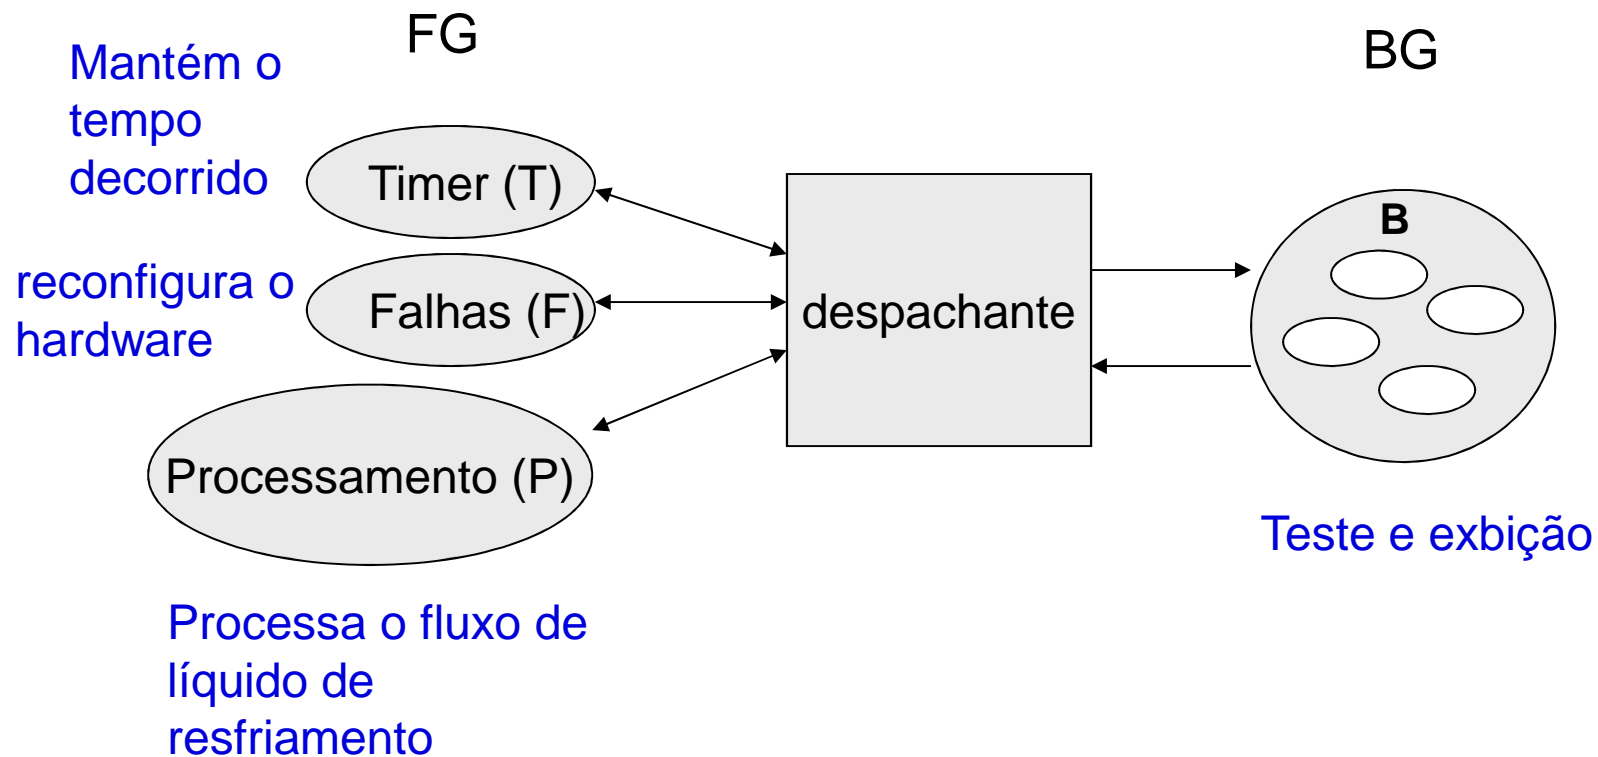 FG
BG
Mantém o
tempo
decorrido
Timer (T)
reconfigura o
hardware
Falhas (F)
despachante
B
Processamento (P)
Teste e exbição
Processa o fluxo de
líquido de
resfriamento